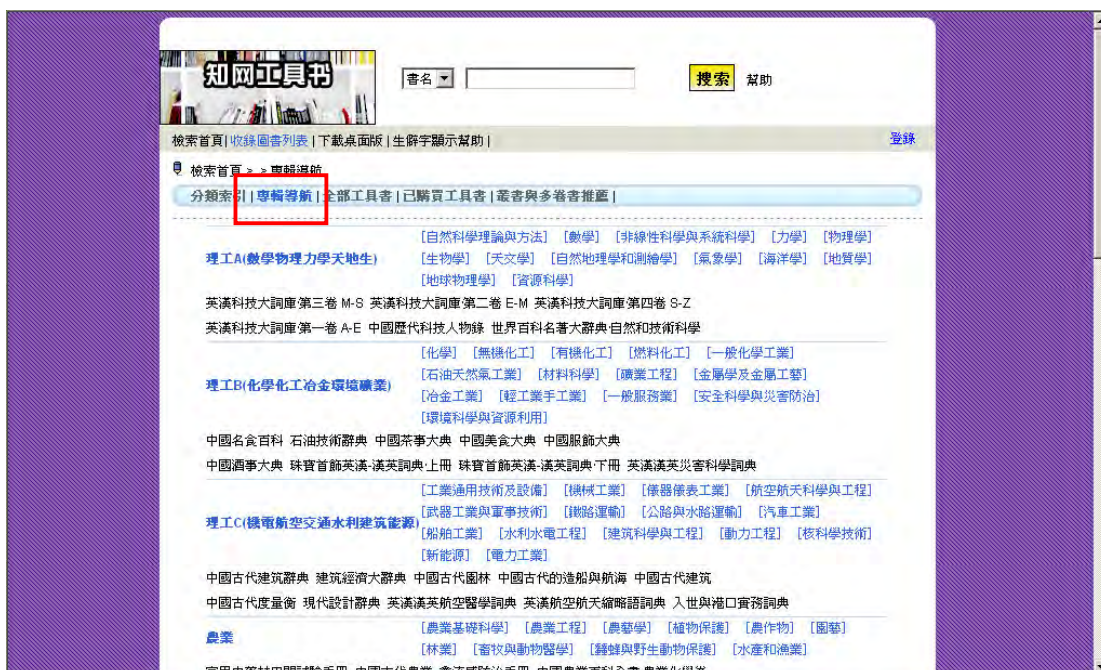 知网工具书
書名 搜索 幫助
檢索首頁| 收錄圖書列表 | 下載桌面版 | 生僻字顯示幫助 |
登錄
檢索首頁 > > 專輯導航
分類索引 | 專輯導航 | 全部工具書 | 已購買工具書 | 叢書與多卷書推薦 |
[自然科學理論與方法] [數學] [非線性科學與系統科學] [力學] [物理學]
理工A(數學物理力學天地生) [生物學] [天文學] [自然地理學和測繪學] [氣象學] [海洋學] [地質學]
[地球物理學] [資源科學]
英漢科技大詞庫·第三卷 M-S 英漢科技大詞庫·第二卷 E-M 英漢科技大詞庫·第四卷 S-Z
英漢科技大詞庫·第一卷 A-E 中國歷代科技人物錄 世界百科名著大辭典·自然和技術科學
[化學] [無機化工] [有機化工] [燃料化工] [一般化學工業]
[石油天然氣工業] [材料科學] [礦業工程] [金屬學及金屬工藝]
理工B(化學化工冶金環境礦業)
[冶金工業] [輕工業手工業] [一般服務業] [安全科學與災害防治]
[環境科學與資源利用]
中國名食百科 石油技術辭典 中國茶事大典 中國美食大典 中國服飾大典
中國酒事大典 珠寶首飾英漢-漢英詞典·上冊 珠寶首飾英漢-漢英詞典·下冊 英漢漢英災害科學詞典
[工業通用技術及設備] [機械工業] [儀器儀表工業] [航空航天科學與工程]
[武器工業與軍事技術] [鐵路運輸] [公路與水路運輸] [汽車工業]
理工C(機電航空交通水利建筑能源)
[船舶工業] [水利水電工程] [建筑科學與工程] [動力工程] [核科學技術]
[新能源] [電力工業]
中國古代建筑辭典 建筑經濟大辭典 中國古代園林 中國古代的造船與航海 中國古代建筑
中國古代度量衡 現代設計辭典 英漢漢英航空醫學詞典 英漢航空航天縮略語詞典 入世與港口實務詞典
[農業基礎科學] [農業工程] [農藝學] [植物保護] [農作物] [園藝]
農業
[林業] [畜牧與動物醫學] [蠶蜂與野生動物保護] [水產和漁業]